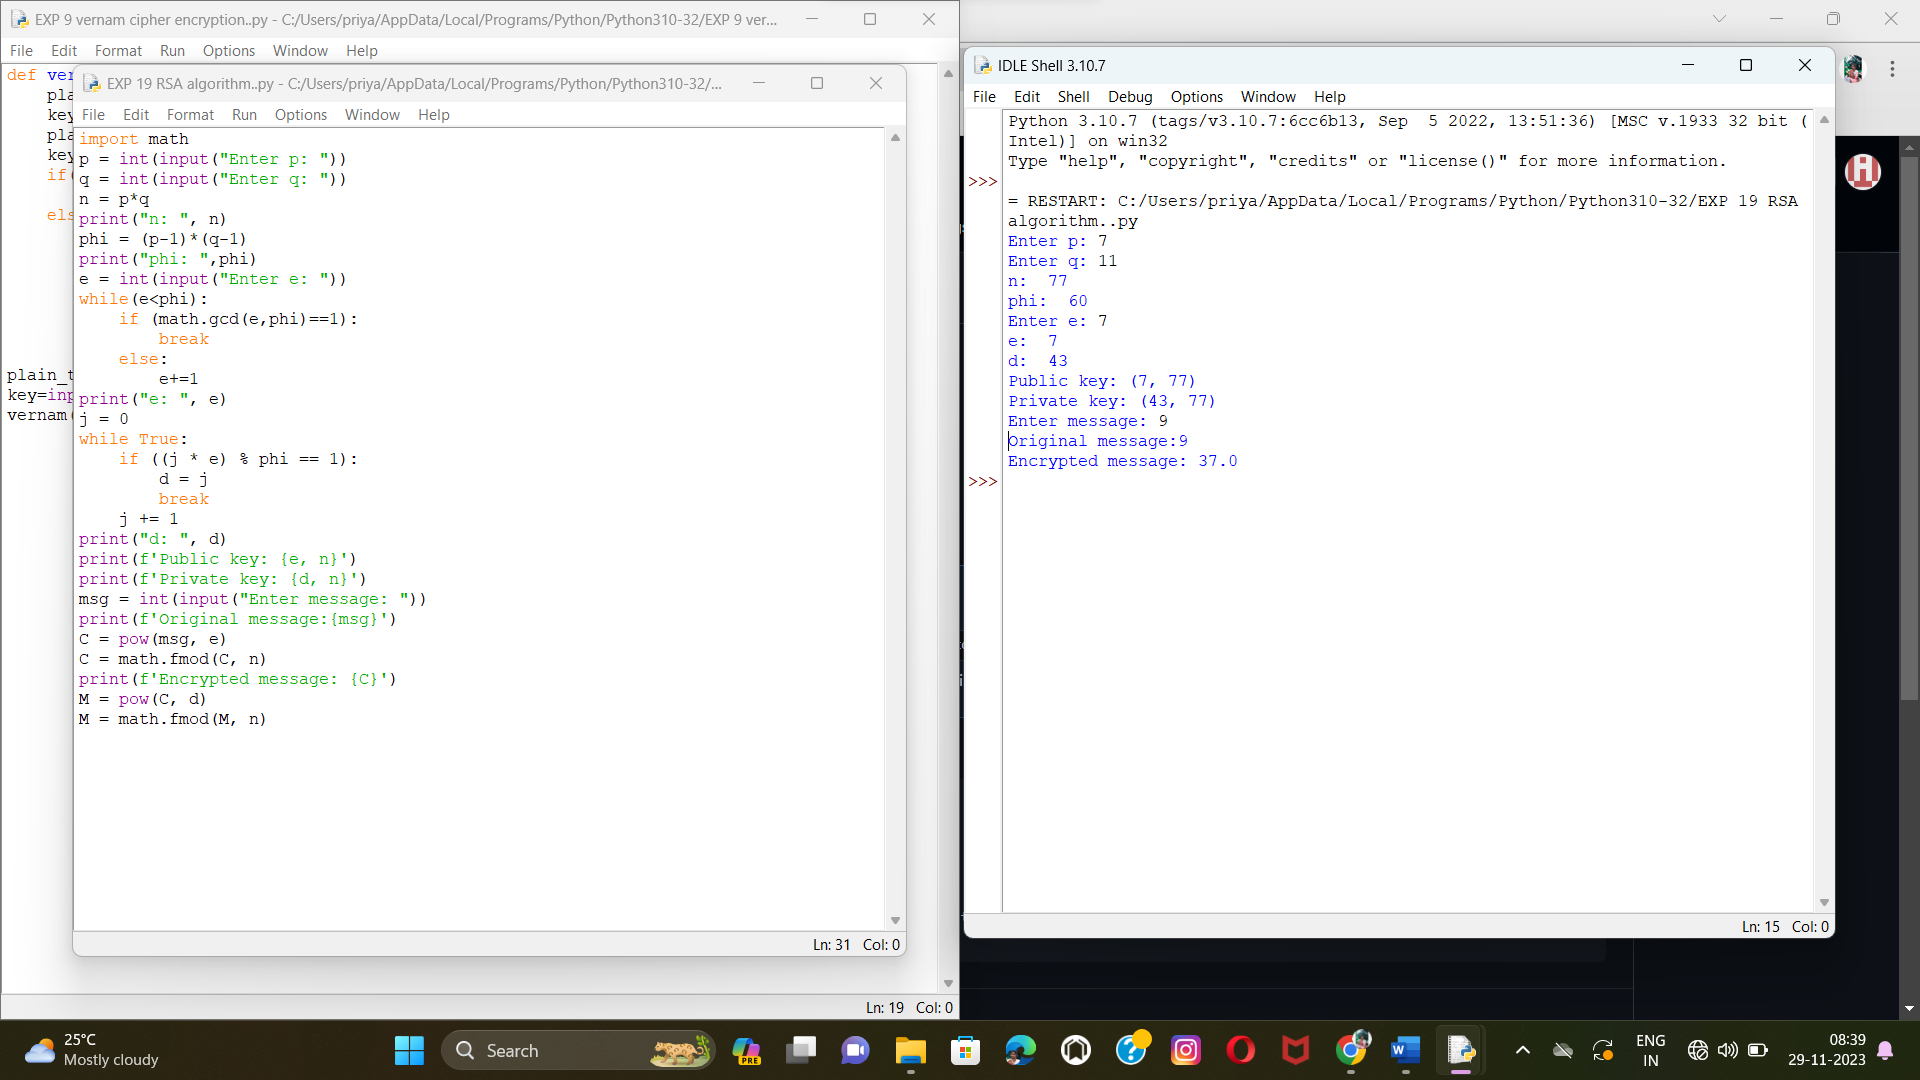 EXP 9 vernam cipher encryption..py - C:/Users/priya/AppData/Local/Programs/Python/Python310-32/EXP 9 ver...
File Edit Format Run Options Window Help
def ver
pla
key
pla
key
if(
els
plain_t
key=inp
vernam(
Ln: 19 Col: 0
EXP 19 RSA algorithm..py - C:/Users/priya/AppData/Local/Programs/Python/Python310-32/...
File Edit Format Run Options Window Help
import math
p = int(input("Enter p: "))
q = int(input("Enter q: "))
n = p*q
print("n: ", n)
phi = (p-1)*(q-1)
print("phi: ",phi)
e = int(input("Enter e: "))
while(e<phi):
    if (math.gcd(e,phi)==1):
        break
    else:
        e+=1
print("e: ", e)
j = 0
while True:
    if ((j * e) % phi == 1):
        d = j
        break
    j += 1
print("d: ", d)
print(f'Public key: {e, n}')
print(f'Private key: {d, n}')
msg = int(input("Enter message: "))
print(f'Original message:{msg}')
C = pow(msg, e)
C = math.fmod(C, n)
print(f'Encrypted message: {C}')
M = pow(C, d)
M = math.fmod(M, n)
Ln: 31 Col: 0
IDLE Shell 3.10.7
File Edit Shell Debug Options Window Help
Python 3.10.7 (tags/v3.10.7:6cc6b13, Sep  5 2022, 13:51:36) [MSC v.1933 32 bit (
Intel)] on win32
Type "help", "copyright", "credits" or "license()" for more information.
>>>
= RESTART: C:/Users/priya/AppData/Local/Programs/Python/Python310-32/EXP 19 RSA
algorithm..py
Enter p: 7
Enter q: 11
n:  77
phi:  60
Enter e: 7
e:  7
d:  43
Public key: (7, 77)
Private key: (43, 77)
Enter message: 9
Original message:9
Encrypted message: 37.0
>>>
Ln: 15 Col: 0
25°C
Mostly cloudy
Search
PRE
ENG
IN
08:39
29-11-2023